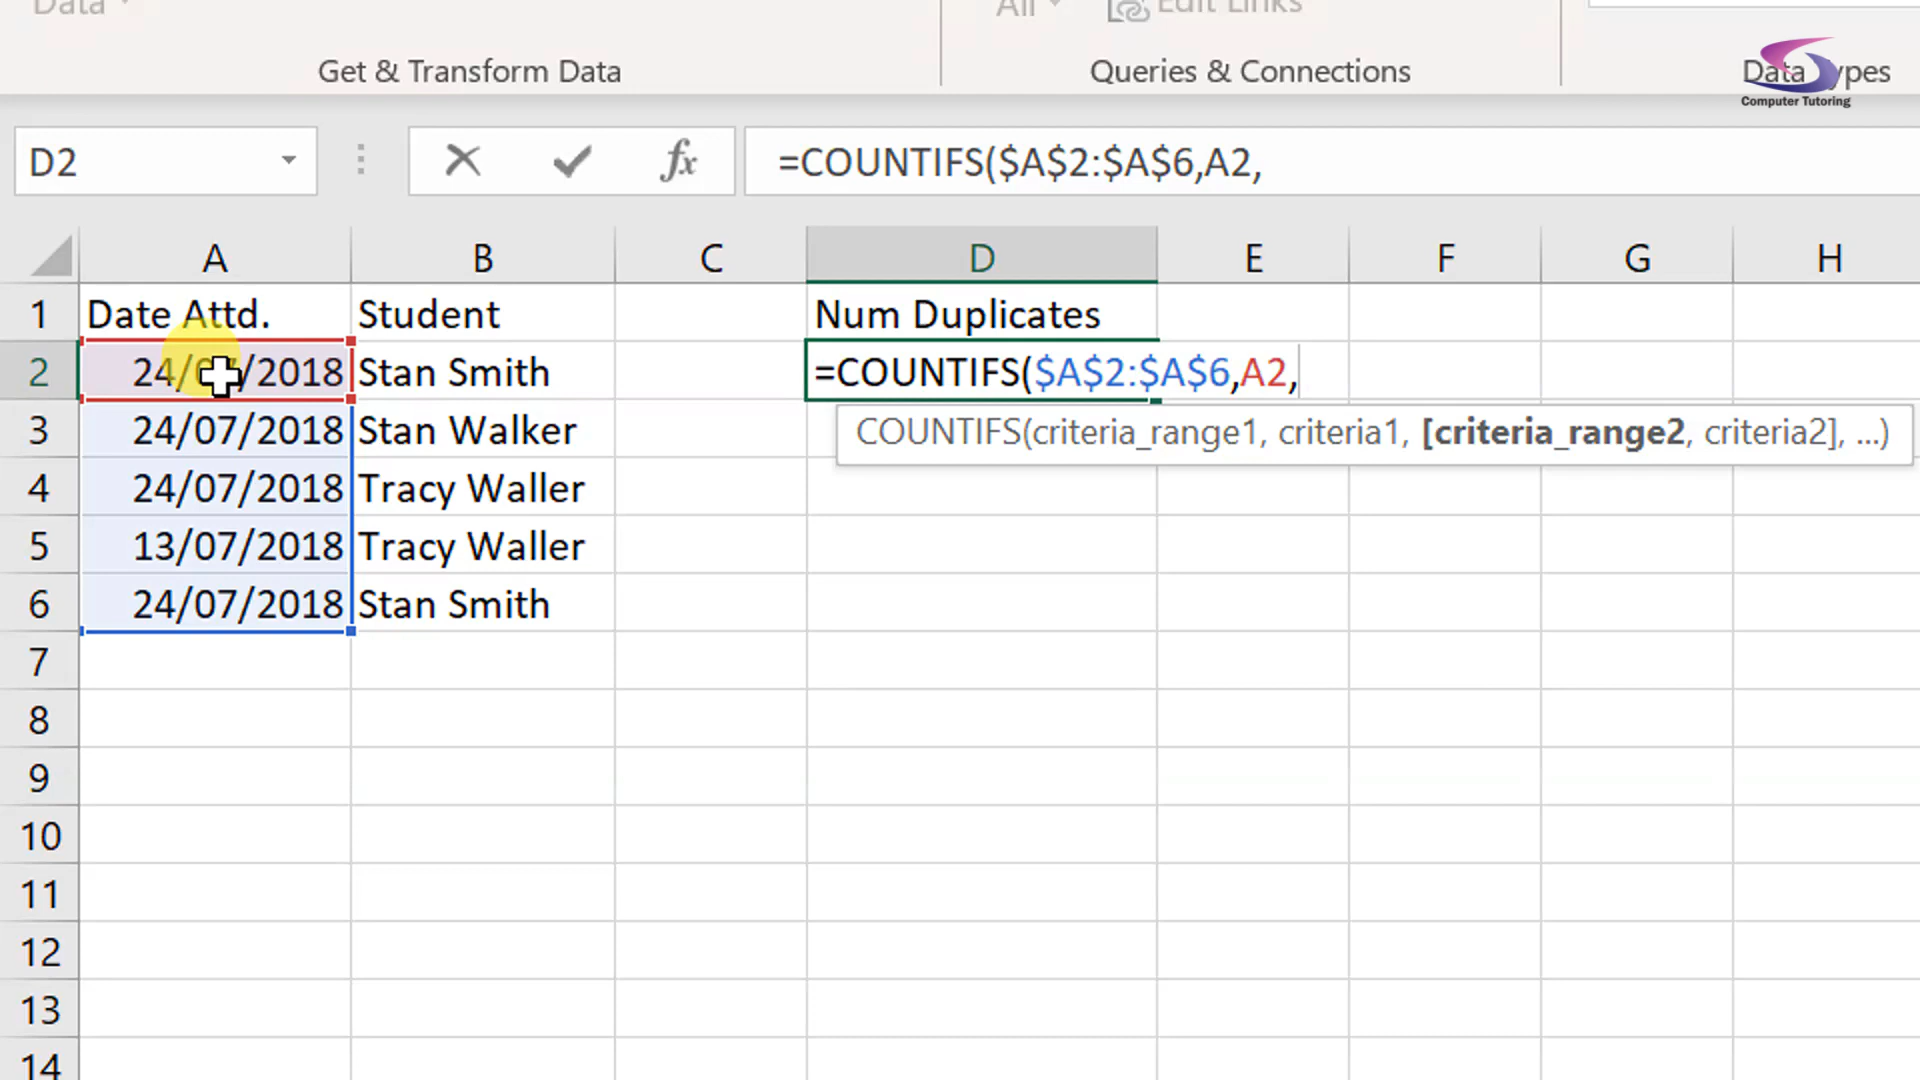 Data
All
Edit Links
Get & Transform Data
Queries & Connections
Data Types
Computer Tutoring
D2
fx
=COUNTIFS($A$2:$A$6,A2,
A B C D E F G H
1 Date Attd. Student Num Duplicates
2 24/07/2018 Stan Smith =COUNTIFS($A$2:$A$6,A2,
3 24/07/2018 Stan Walker COUNTIFS(criteria_range1, criteria1, [criteria_range2, criteria2], ...)
4 24/07/2018 Tracy Waller
5 13/07/2018 Tracy Waller
6 24/07/2018 Stan Smith
7
8
9
10
11
12
13
14